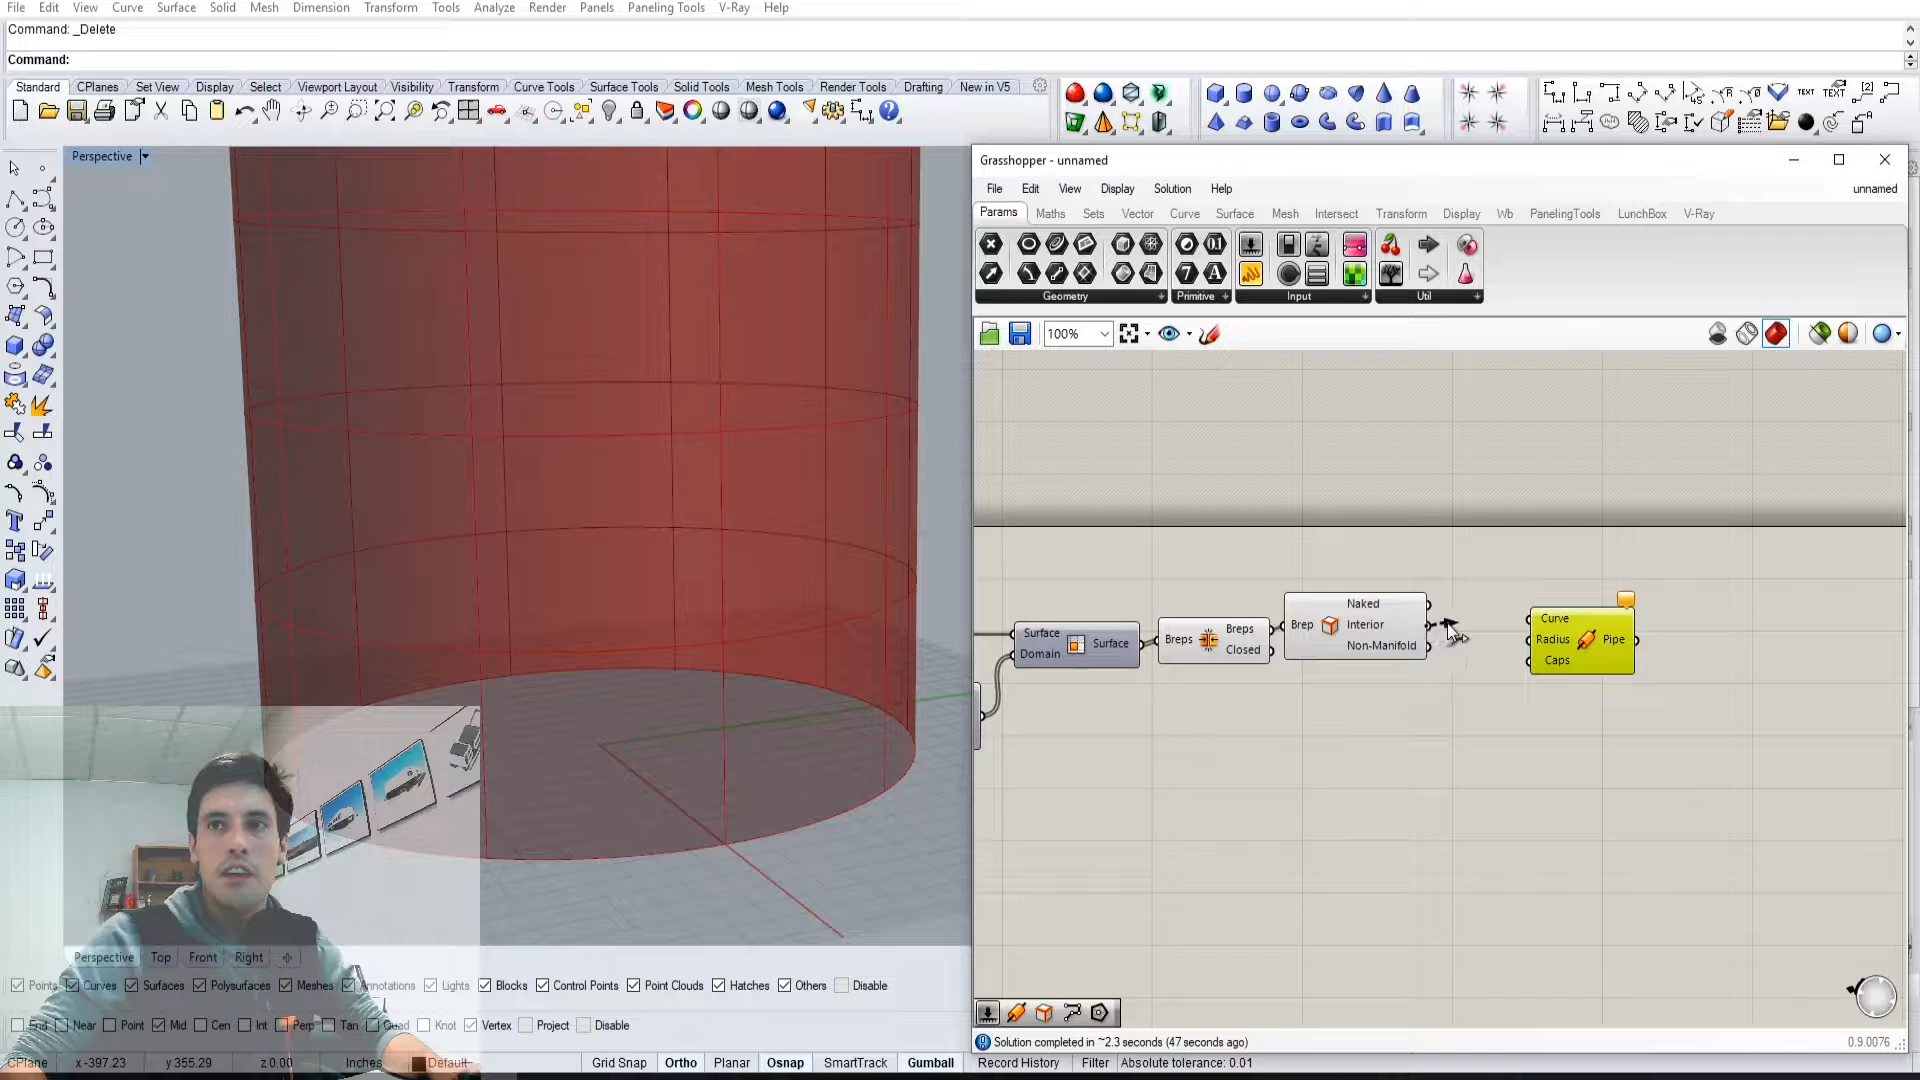 File Edit View Curve Surface Solid Mesh Dimension Transform Tools Analyze Render Panels Paneling Tools V-Ray Help
Command: _Delete
Command:
Standard CPlanes Set View Display Select Viewport Layout Visibility Transform Curve Tools Surface Tools Solid Tools Mesh Tools Render Tools Drafting New in V5
Perspective
Grasshopper - unnamed
File Edit View Display Solution Help unnamed
Params Maths Sets Vector Curve Surface Mesh Intersect Transform Display Wb PanelingTools LunchBox V-Ray
Geometry Primitive Input Util
100%
Surface
Domain
Surface
Breps
Breps
Closed
Brep
Naked
Interior
Non-Manifold
Curve
Radius
Caps
Pipe
Perspective Top Front Right
Points Curves Surfaces Polysurfaces Meshes Annotations Lights Blocks Control Points Point Clouds Hatches Others Disable
End Near Point Mid Cen Int Perp Tan Quad Knot Vertex Project Disable
Solution completed in ~2.3 seconds (47 seconds ago) 0.9.0076
CPlane x -397.23 y 355.29 z 0.00 Inches Default Grid Snap Ortho Planar Osnap SmartTrack Gumball Record History Filter Absolute tolerance: 0.01